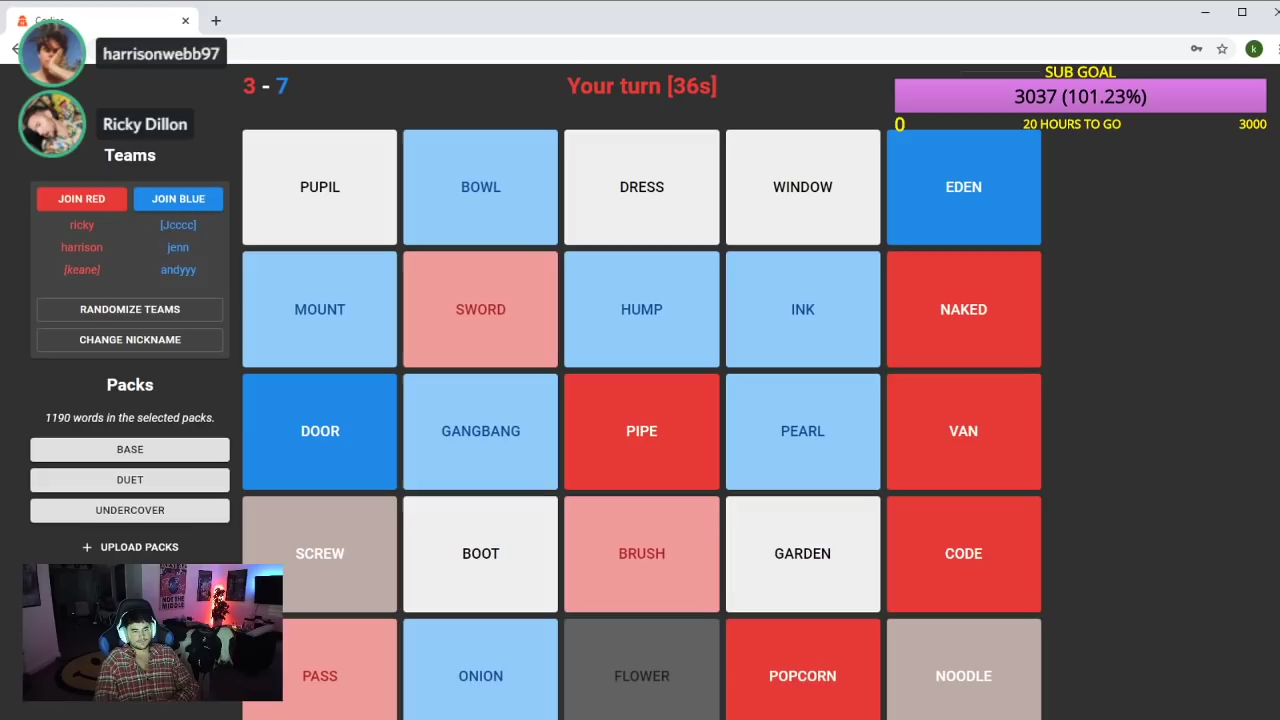 harrisonwebb97
Ricky Dillon
3 - 7
Your turn [36s]
SUB GOAL
3037 (101.23%)
0
20 HOURS TO GO
3000
Teams
JOIN RED
JOIN BLUE
ricky
[Jcccc]
harrison
jenn
[keane]
andyyy
RANDOMIZE TEAMS
CHANGE NICKNAME
Packs
1190 words in the selected packs.
BASE
DUET
UNDERCOVER
+ UPLOAD PACKS
PUPIL
BOWL
DRESS
WINDOW
EDEN
MOUNT
SWORD
HUMP
INK
NAKED
DOOR
GANGBANG
PIPE
PEARL
VAN
SCREW
BOOT
BRUSH
GARDEN
CODE
PASS
ONION
FLOWER
POPCORN
NOODLE
k